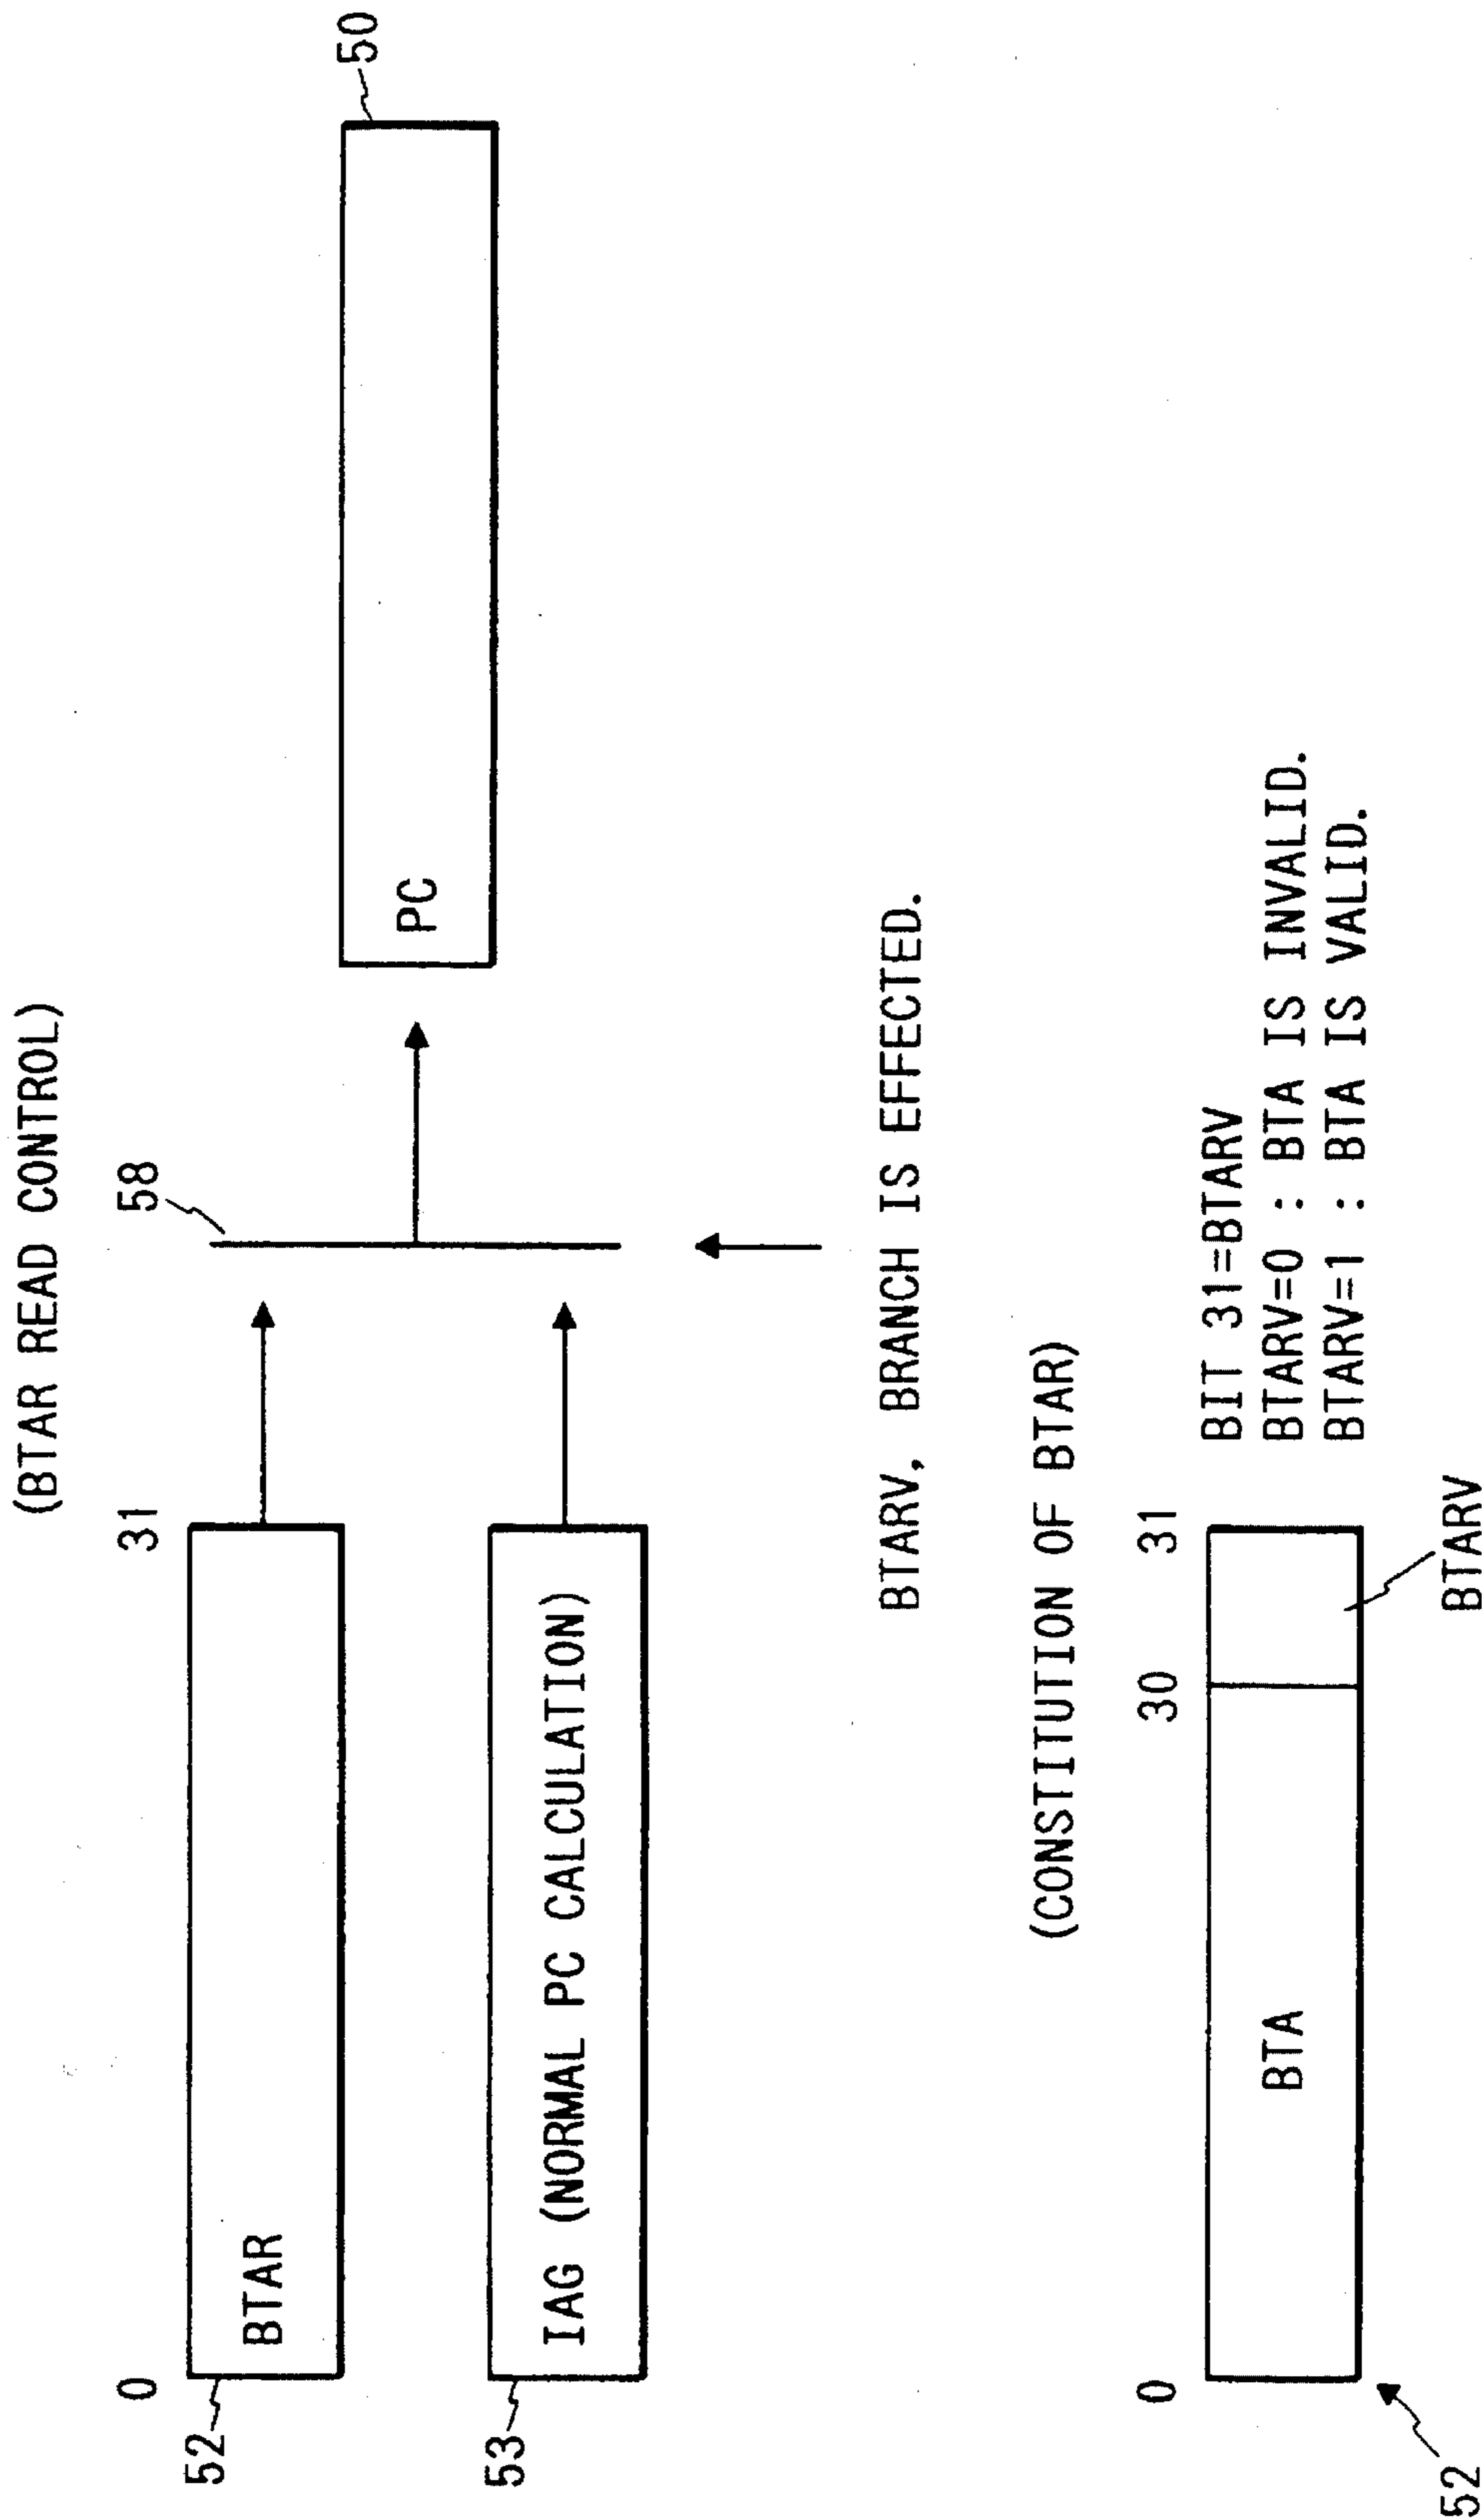 (BTAR READ CONTROL)
0 31 58
52 BTAR
50
PC
53 IAG (NORMAL PC CALCULATION)
BTARV, BRANCH IS EFFECTED.
(CONSTITUTION OF BTAR)
0 30 31
BTA
BIT 31=BTARV
BTARV=0 : BTA IS INVALID.
BTARV=1 : BTA IS VALID.
52
BTARV